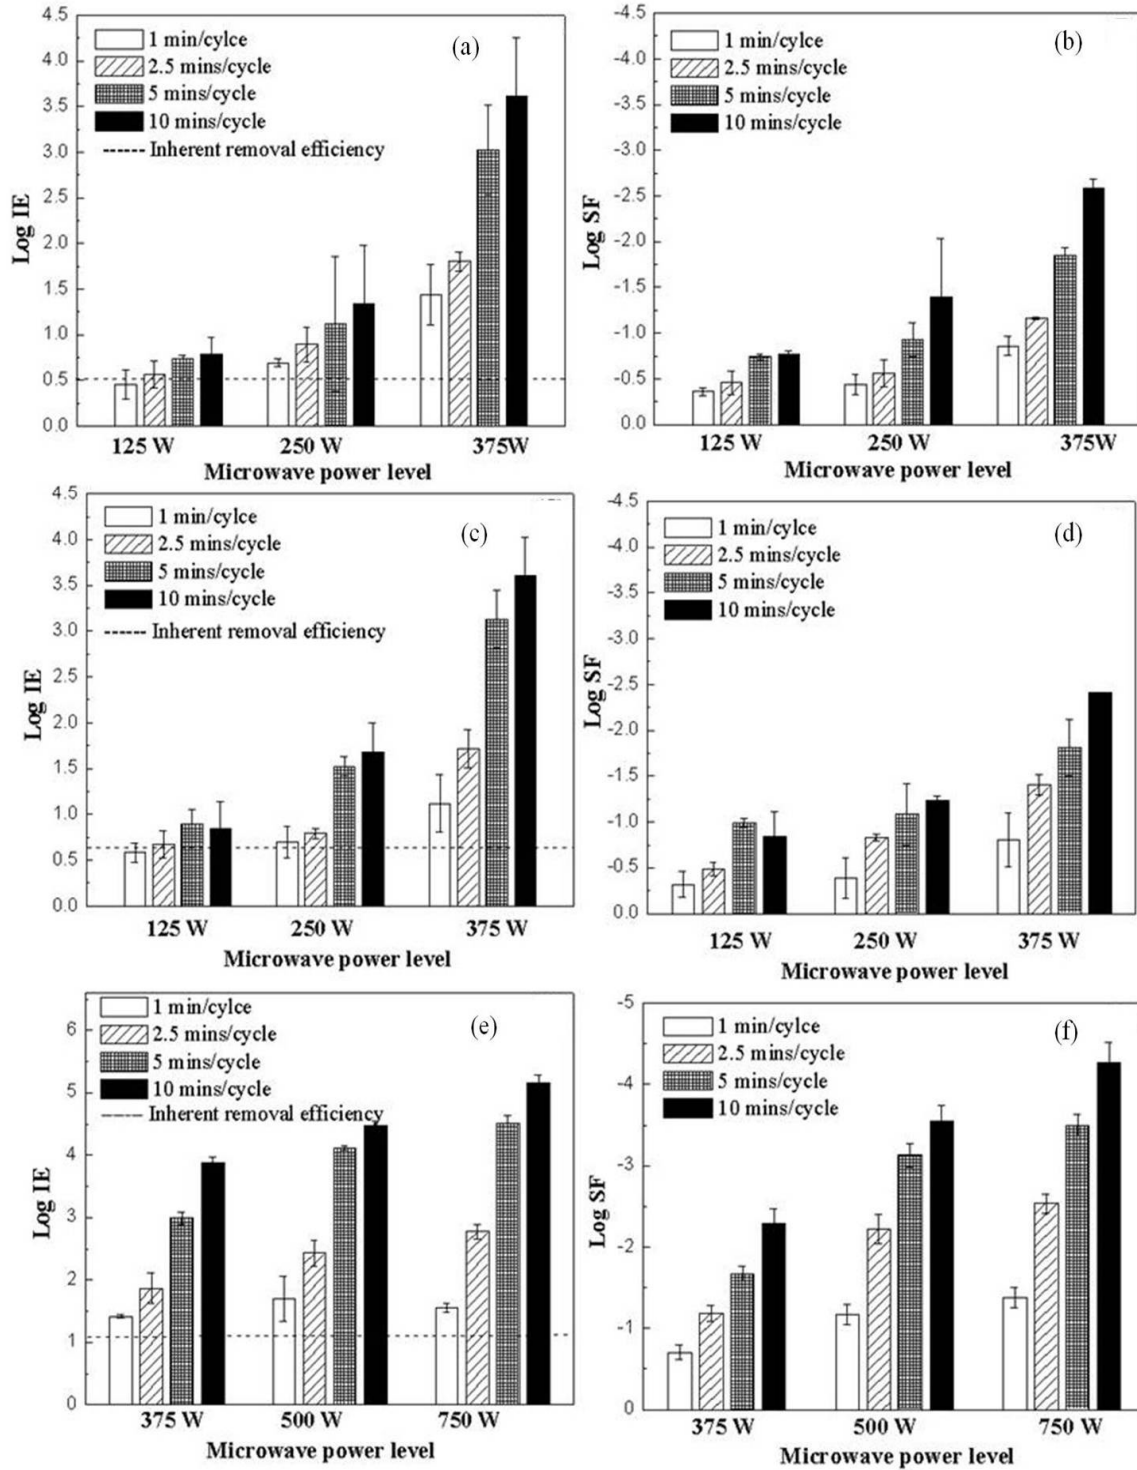 (a)
1 min/cylce
2.5 mins/cycle
5 mins/cycle
10 mins/cycle
Inherent removal efficiency
Log IE
4.5
4.0
3.5
3.0
2.5
2.0
1.5
1.0
0.5
0.0
125 W 250 W 375W
Microwave power level
(b)
1 min/cylce
2.5 mins/cycle
5 mins/cycle
10 mins/cycle
Log SF
-4.5
-4.0
-3.5
-3.0
-2.5
-2.0
-1.5
-1.0
-0.5
0.0
125 W 250 W 375W
Microwave power level
(c)
1 min/cylce
2.5 mins/cycle
5 mins/cycle
10 mins/cycle
Inherent removal efficiency
Log IE
4.5
4.0
3.5
3.0
2.5
2.0
1.5
1.0
0.5
0.0
125 W 250 W 375 W
Microwave power level
(d)
1 min/cylce
2.5 mins/cycle
5 mins/cycle
10 mins/cycle
Log SF
-4.5
-4.0
-3.5
-3.0
-2.5
-2.0
-1.5
-1.0
-0.5
0.0
125 W 250 W 375 W
Microwave power level
(e)
1 min/cylce
2.5 mins/cycle
5 mins/cycle
10 mins/cycle
Inherent removal efficiency
Log IE
6
5
4
3
2
1
0
375 W 500 W 750 W
Microwave power level
(f)
1 min/cylce
2.5 mins/cycle
5 mins/cycle
10 mins/cycle
Log SF
-5
-4
-3
-2
-1
0
375 W 500 W 750 W
Microwave power level